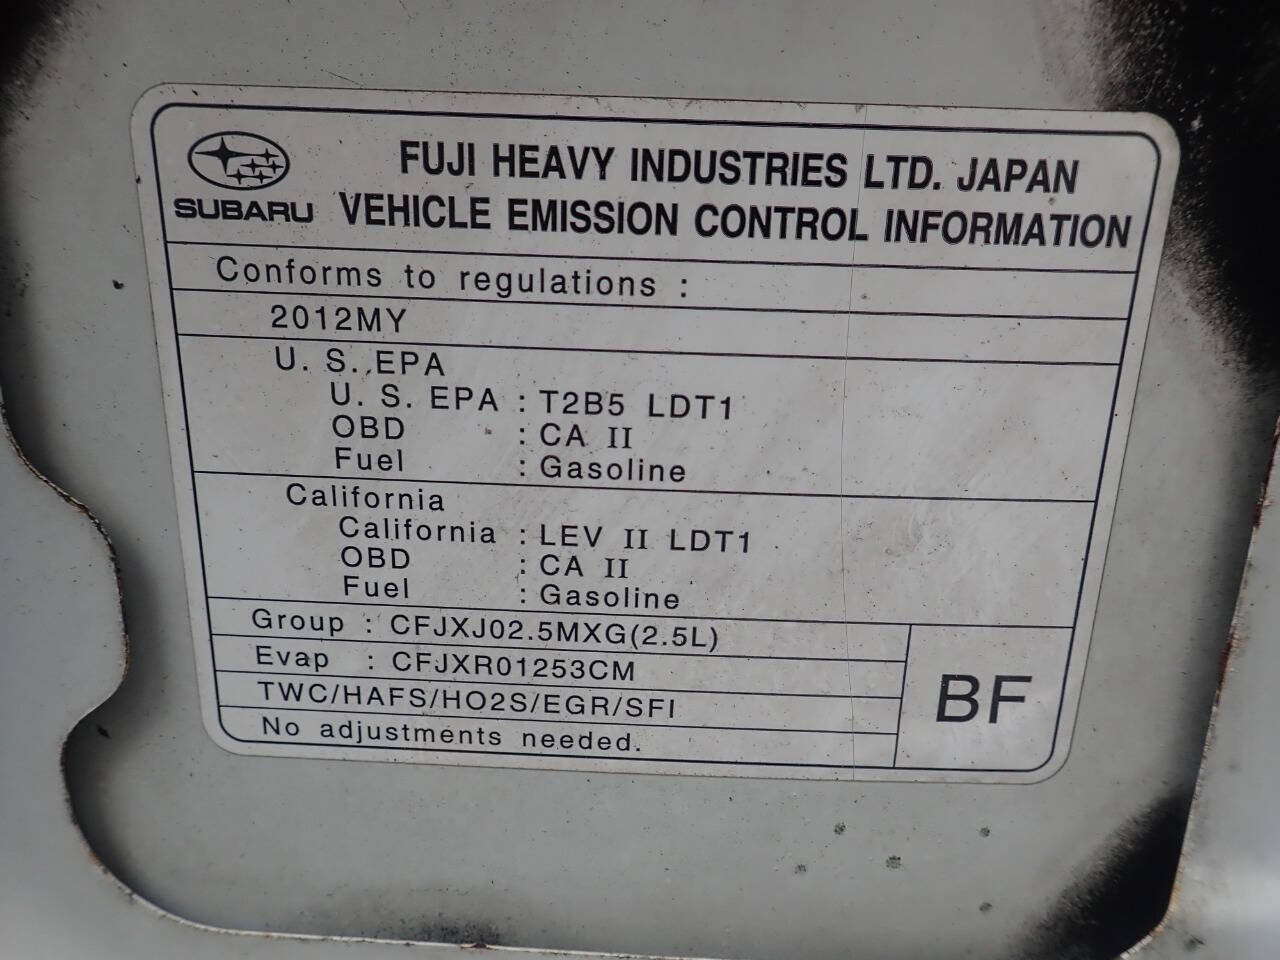 FUJI HEAVY INDUSTRIES LTD. JAPAN
SUBARU VEHICLE EMISSION CONTROL INFORMATION
Conforms to regulations :
2012MY
U. S. EPA
U. S. EPA : T2B5 LDT1
OBD : CA II
Fuel : Gasoline
California
California : LEV II LDT1
OBD : CA II
Fuel : Gasoline
Group : CFJXJ02.5MXG(2.5L)
Evap : CFJXR01253CM
TWC/HAFS/HO2S/EGR/SFI
No adjustments needed.
BF